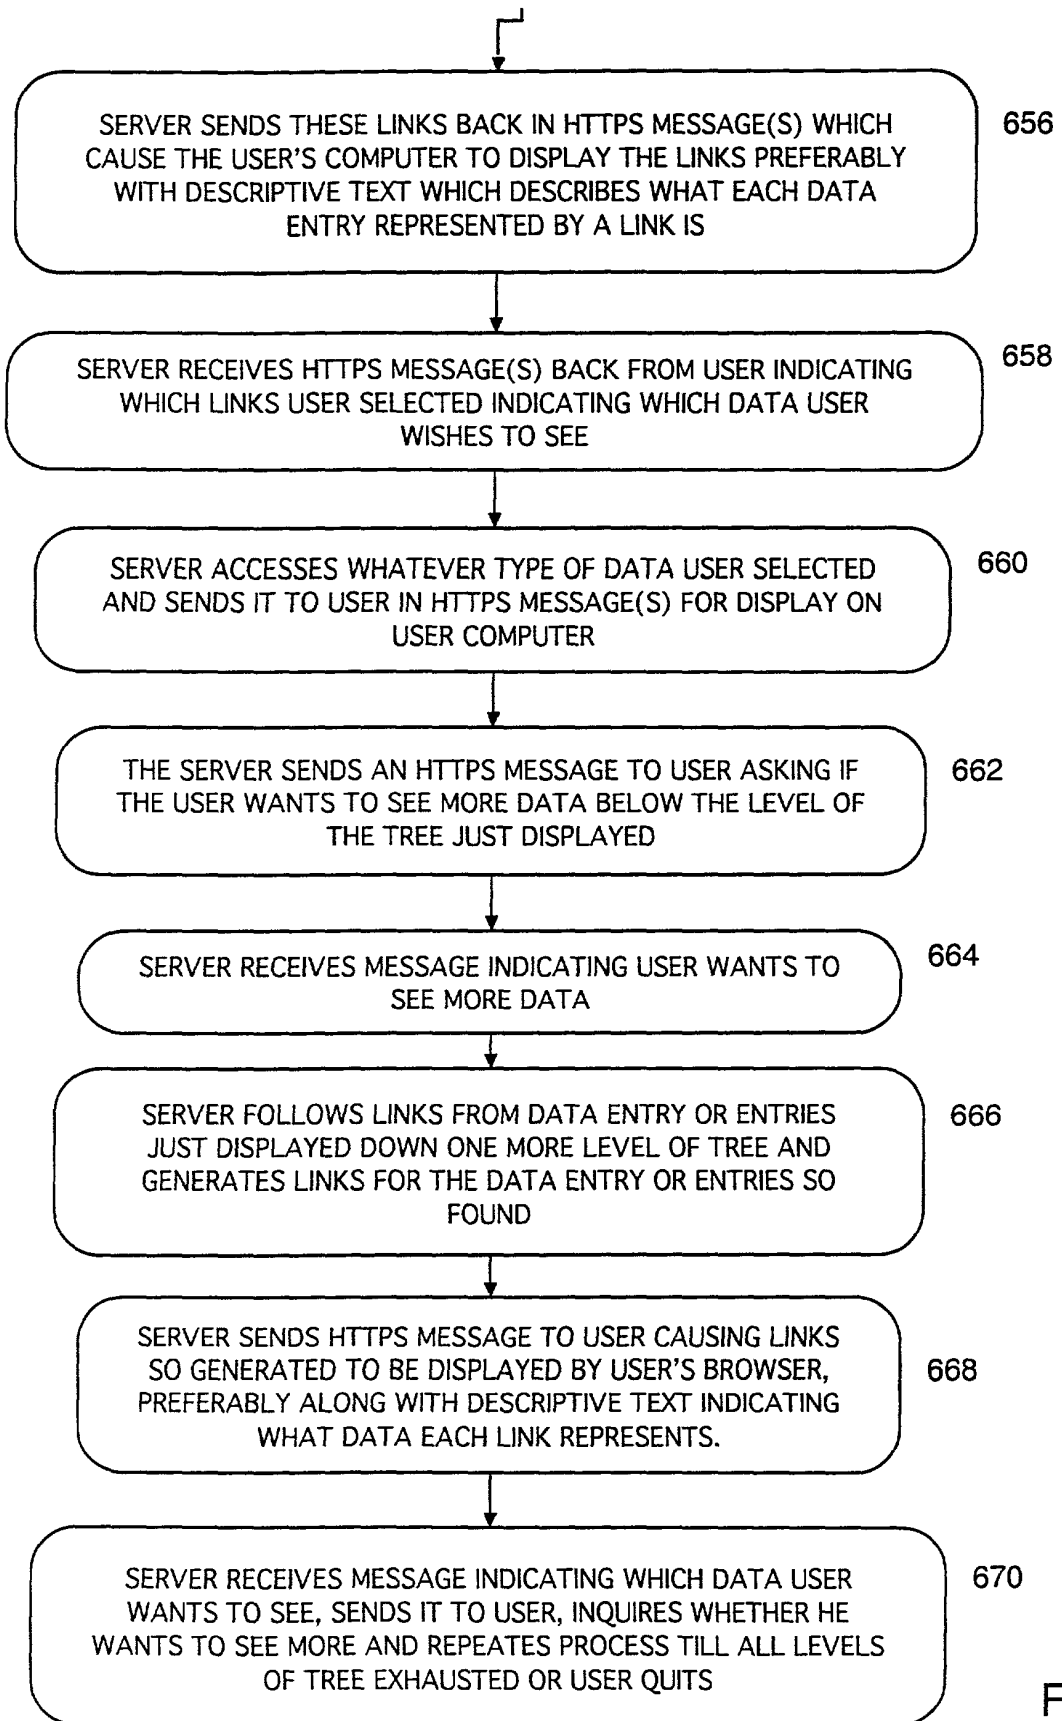 SERVER SENDS THESE LINKS BACK IN HTTPS MESSAGE(S) WHICH
CAUSE THE USER'S COMPUTER TO DISPLAY THE LINKS PREFERABLY
WITH DESCRIPTIVE TEXT WHICH DESCRIBES WHAT EACH DATA
ENTRY REPRESENTED BY A LINK IS
656
SERVER RECEIVES HTTPS MESSAGE(S) BACK FROM USER INDICATING
WHICH LINKS USER SELECTED INDICATING WHICH DATA USER
WISHES TO SEE
658
SERVER ACCESSES WHATEVER TYPE OF DATA USER SELECTED
AND SENDS IT TO USER IN HTTPS MESSAGE(S) FOR DISPLAY ON
USER COMPUTER
660
THE SERVER SENDS AN HTTPS MESSAGE TO USER ASKING IF
THE USER WANTS TO SEE MORE DATA BELOW THE LEVEL OF
THE TREE JUST DISPLAYED
662
SERVER RECEIVES MESSAGE INDICATING USER WANTS TO
SEE MORE DATA
664
SERVER FOLLOWS LINKS FROM DATA ENTRY OR ENTRIES
JUST DISPLAYED DOWN ONE MORE LEVEL OF TREE AND
GENERATES LINKS FOR THE DATA ENTRY OR ENTRIES SO
FOUND
666
SERVER SENDS HTTPS MESSAGE TO USER CAUSING LINKS
SO GENERATED TO BE DISPLAYED BY USER'S BROWSER,
PREFERABLY ALONG WITH DESCRIPTIVE TEXT INDICATING
WHAT DATA EACH LINK REPRESENTS.
668
SERVER RECEIVES MESSAGE INDICATING WHICH DATA USER
WANTS TO SEE, SENDS IT TO USER, INQUIRES WHETHER HE
WANTS TO SEE MORE AND REPEATES PROCESS TILL ALL LEVELS
OF TREE EXHAUSTED OR USER QUITS
670